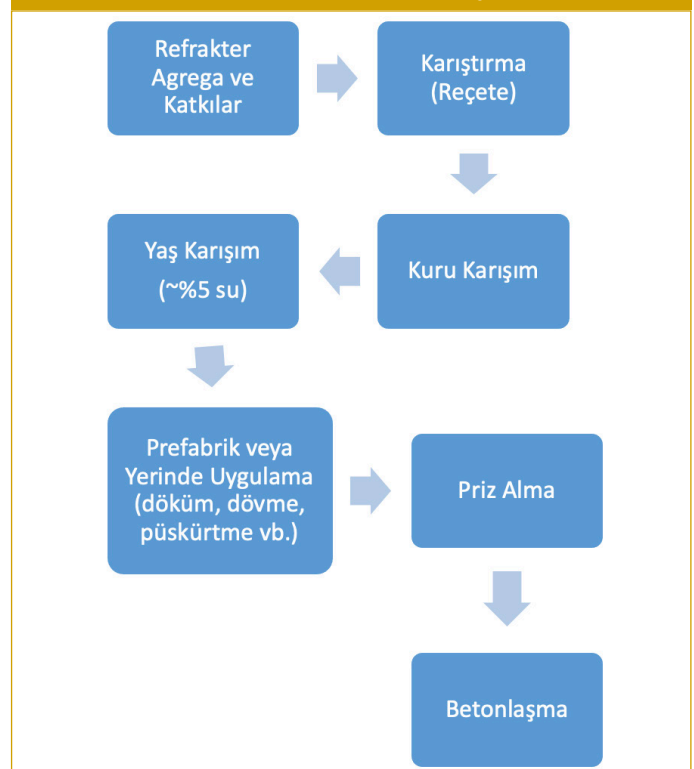 Refrakter
Agrega ve
Katkılar
Karıştırma
(Reçete)
Kuru Karışım
Yaş Karışım
(~%5 su)
Prefabrik veya
Yerinde Uygulama
(döküm, dövme,
püskürtme vb.)
Priz Alma
Betonlaşma